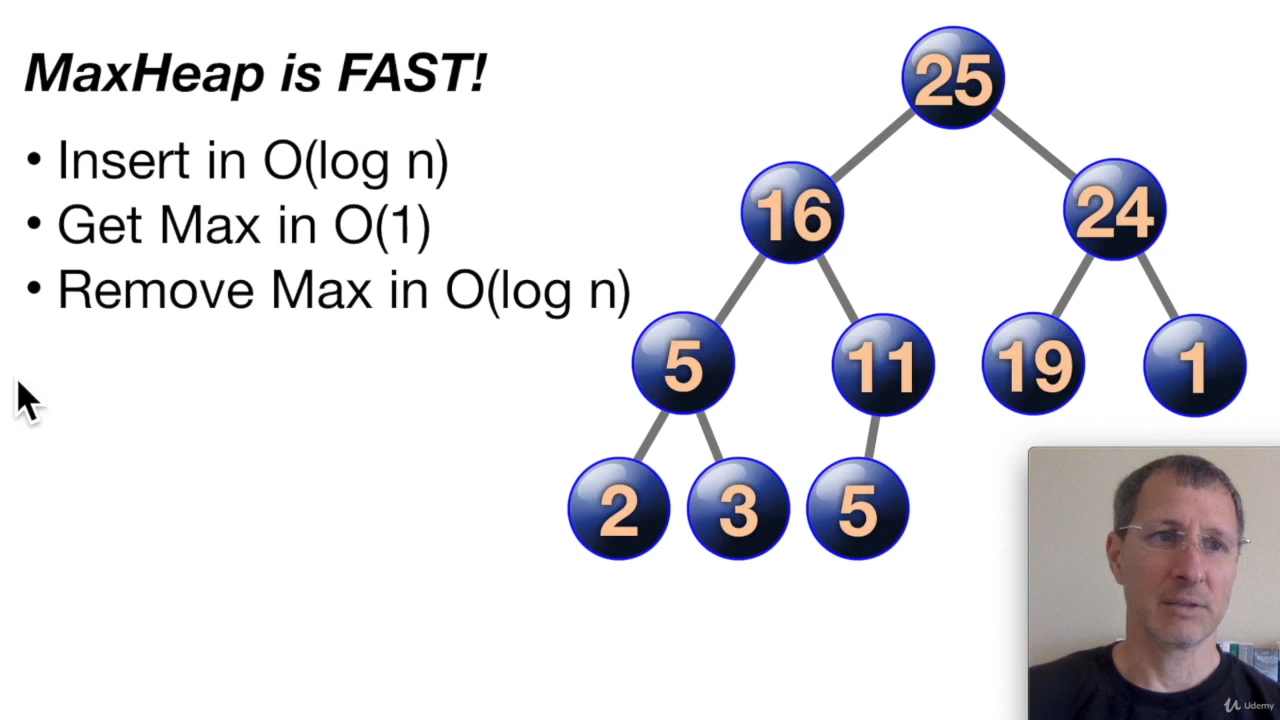 MaxHeap is FAST!
• Insert in O(log n)
• Get Max in O(1)
• Remove Max in O(log n)
25
16
24
5
11
19
1
2
3
5
Udemy